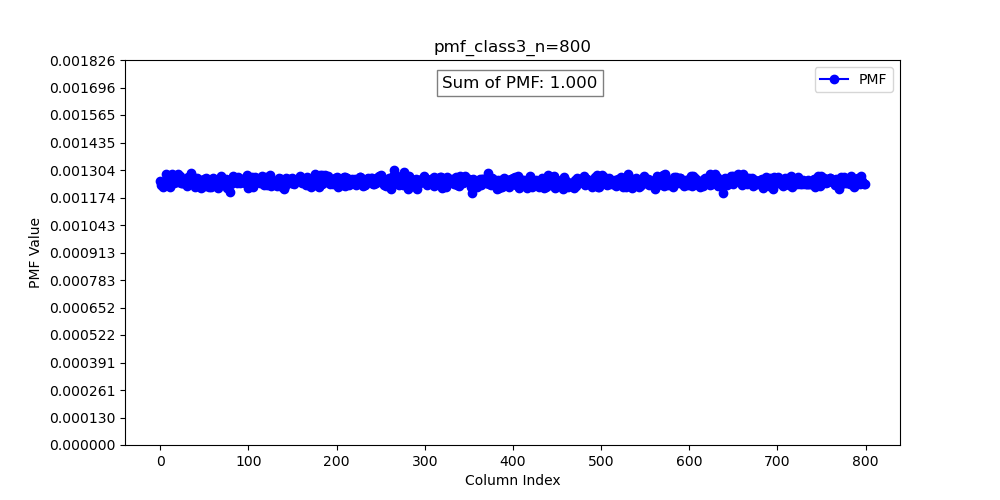 pmf_class3_n=800
Sum of PMF: 1.000
PMF
PMF Value
0.001826
0.001696
0.001565
0.001435
0.001304
0.001174
0.001043
0.000913
0.000783
0.000652
0.000522
0.000391
0.000261
0.000130
0.000000
0 100 200 300 400 500 600 700 800
Column Index